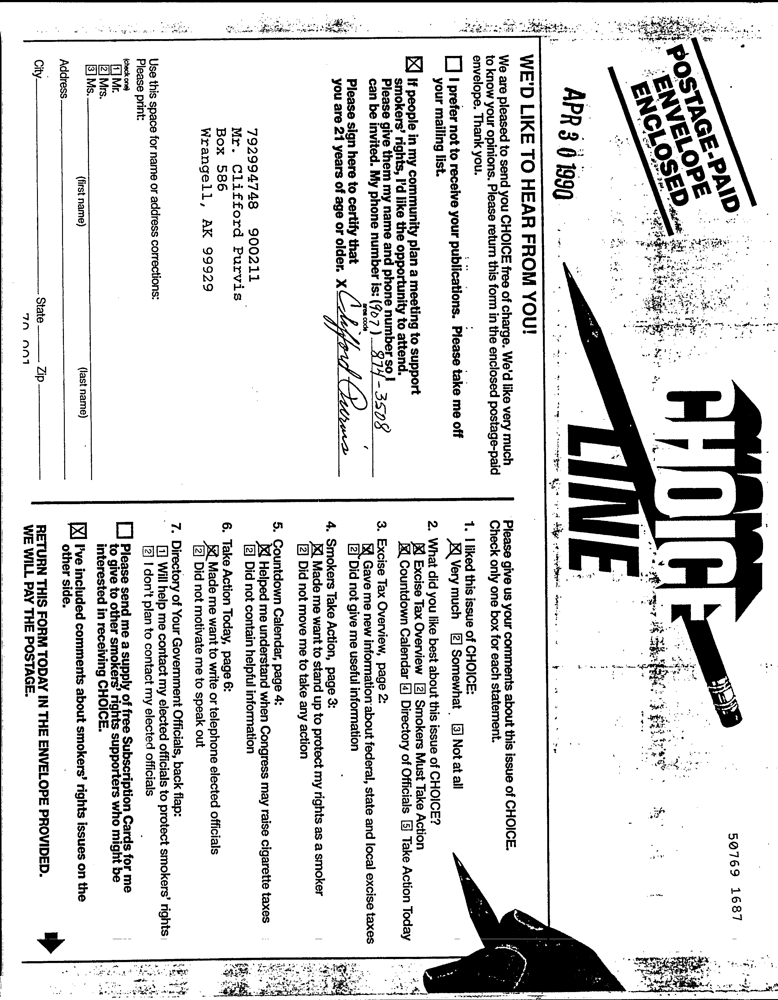 POSTAGE-PAID
ENVELOPE
ENCLOSED
CHOICE
LINE
50769 1687
APR 30 1990
WE'D LIKE TO HEAR FROM YOU!
We are pleased to send you CHOICE free of charge. We'd like very much
to know your opinions. Please return this form in the enclosed postage-paid
envelope. Thank you.
I prefer not to receive your publications. Please take me off
your mailing list.
If people in my community plan a meeting to support
smokers' rights, I'd like the opportunity to attend.
Please give them my name and phone number so I
can be invited. My phone number is: (907) 874-3508
area code
Please sign here to certify that
you are 21 years of age or older. X Clifford Purvis
792994748 900211
Mr. Clifford Purvis
Box 586
Wrangell, AK 99929
Use this space for name or address corrections:
Please print:
(check one)
1 Mr.
2 Mrs.
3 Ms.
(first name) (last name)
Address
City State Zip
Please give us your comments about this issue of CHOICE.
Check only one box for each statement.
1. I liked this issue of CHOICE:
Very much 2 Somewhat 3 Not at all
2. What did you like best about this issue of CHOICE?
Excise Tax Overview 2 Smokers Must Take Action
Countdown Calendar 4 Directory of Officials 5 Take Action Today
3. Excise Tax Overview, page 2:
Gave me new information about federal, state and local excise taxes
2 Did not give me useful information
4. Smokers Take Action, page 3:
Made me want to stand up to protect my rights as a smoker
2 Did not move me to take any action
5. Countdown Calendar, page 4:
Helped me understand when Congress may raise cigarette taxes
2 Did not contain helpful information
6. Take Action Today, page 6:
Made me want to write or telephone elected officials
2 Did not motivate me to speak out
7. Directory of Your Government Officials, back flap:
1 Will help me contact my elected officials to protect smokers' rights
2 I don't plan to contact my elected officials
Please send me a supply of free Subscription Cards for me
to give to other smokers' rights supporters who might be
interested in receiving CHOICE.
I've included comments about smokers' rights issues on the
other side.
RETURN THIS FORM TODAY IN THE ENVELOPE PROVIDED.
WE WILL PAY THE POSTAGE.